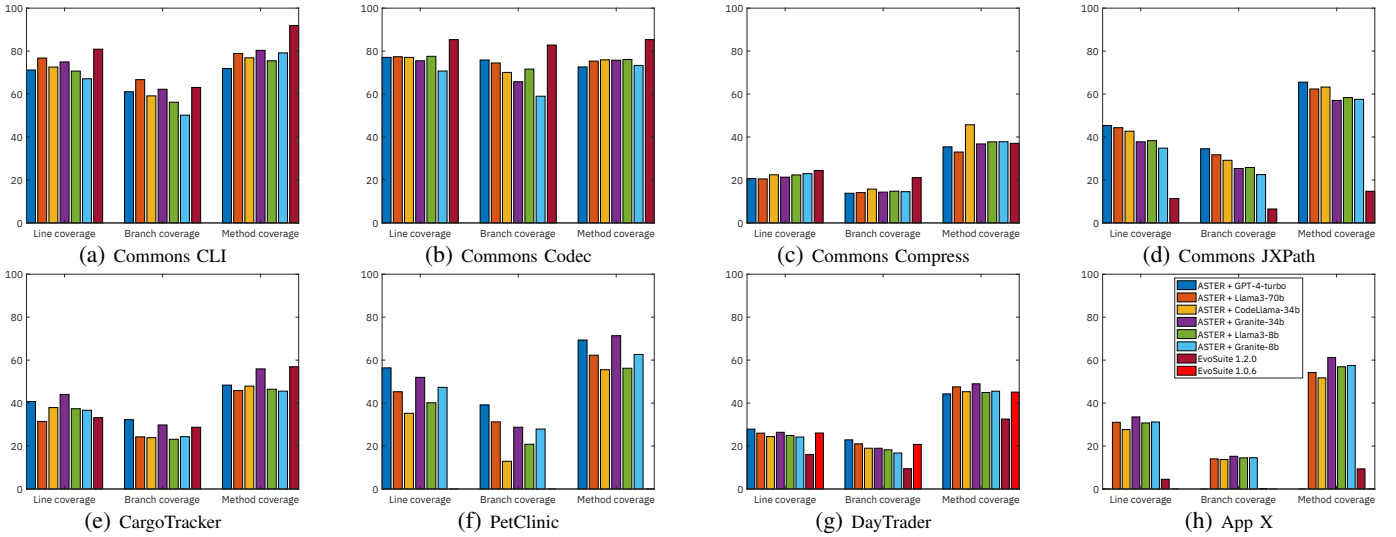 100
80
60
40
20
0
Line coverage Branch coverage Method coverage
(a) Commons CLI
100
80
60
40
20
0
Line coverage Branch coverage Method coverage
(b) Commons Codec
100
80
60
40
20
0
Line coverage Branch coverage Method coverage
(c) Commons Compress
100
80
60
40
20
0
Line coverage Branch coverage Method coverage
(d) Commons JXPath
100
80
60
40
20
0
Line coverage Branch coverage Method coverage
(e) CargoTracker
100
80
60
40
20
0
Line coverage Branch coverage Method coverage
(f) PetClinic
100
80
60
40
20
0
Line coverage Branch coverage Method coverage
(g) DayTrader
100
80
60
40
20
0
ASTER + GPT-4-turbo
ASTER + Llama3-70b
ASTER + CodeLlama-34b
ASTER + Granite-34b
ASTER + Llama3-8b
ASTER + Granite-8b
EvoSuite 1.2.0
EvoSuite 1.0.6
Line coverage Branch coverage Method coverage
(h) App X